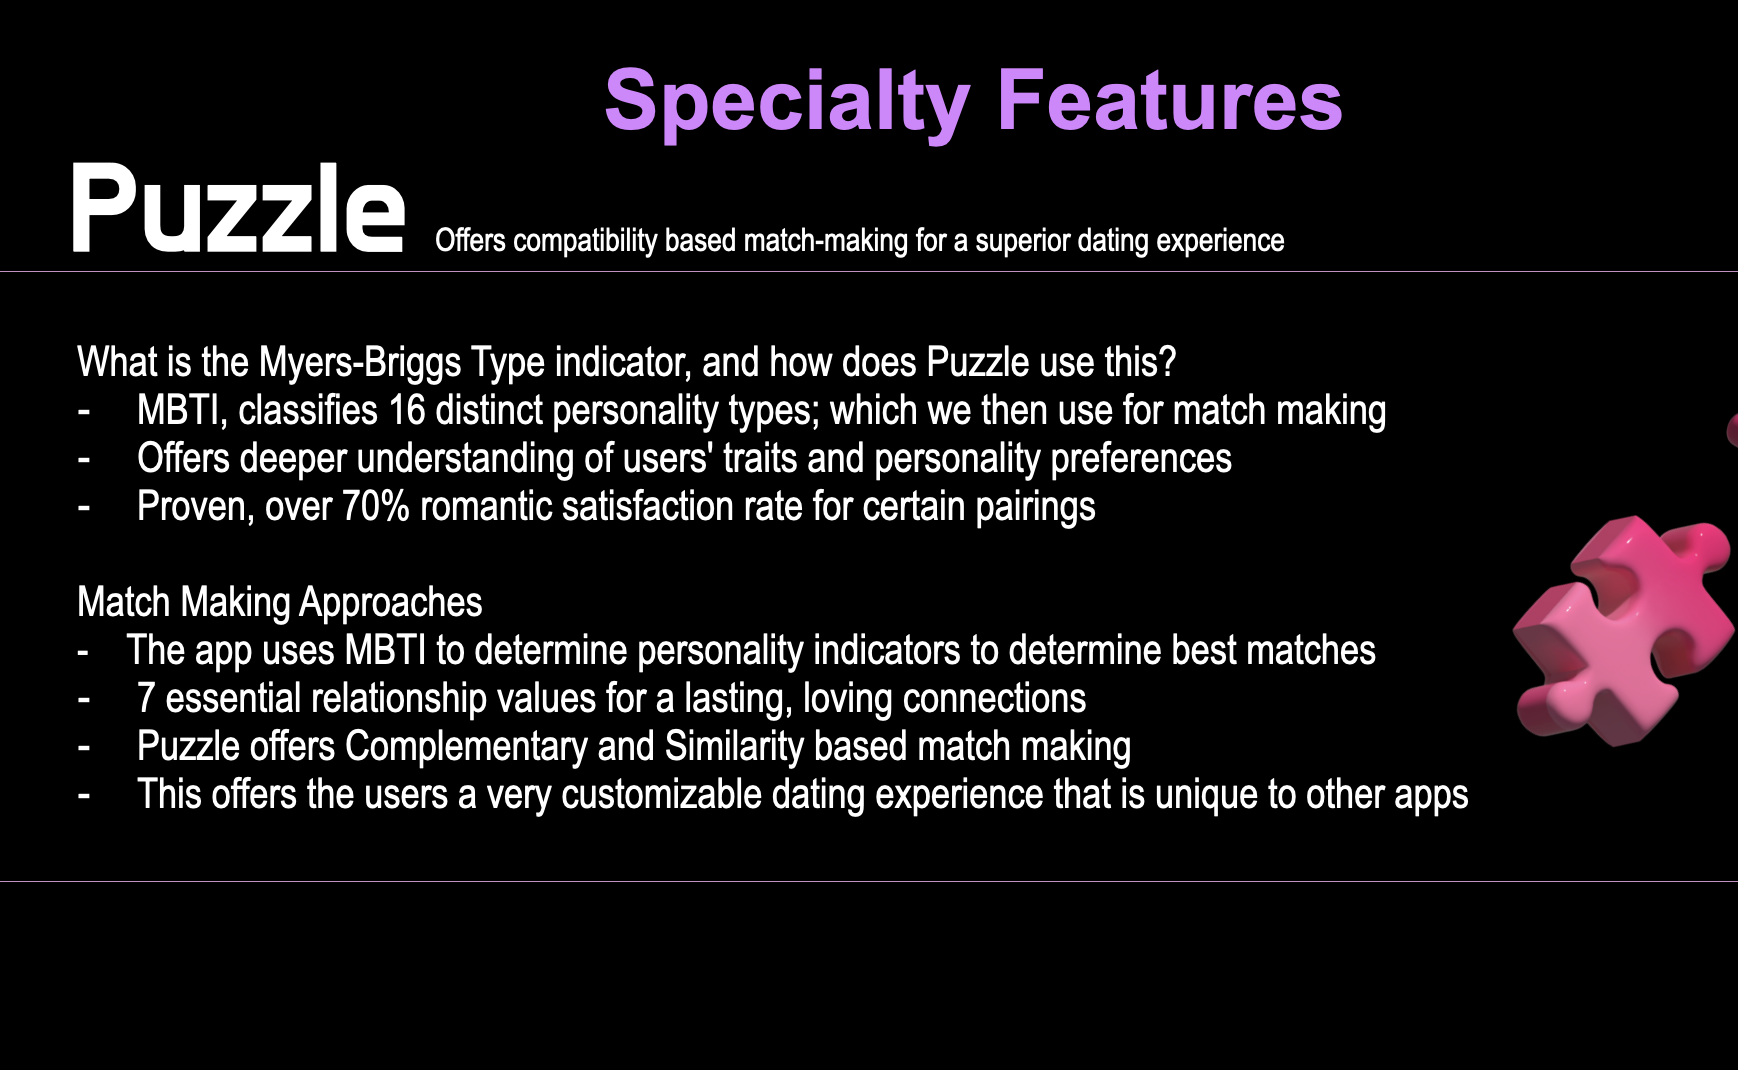 Specialty Features
Puzzle
Offers compatibility based match-making for a superior dating experience
What is the Myers-Briggs Type indicator, and how does Puzzle use this?
- MBTI, classifies 16 distinct personality types; which we then use for match making
- Offers deeper understanding of users' traits and personality preferences
- Proven, over 70% romantic satisfaction rate for certain pairings
Match Making Approaches
- The app uses MBTI to determine personality indicators to determine best matches
- 7 essential relationship values for a lasting, loving connections
- Puzzle offers Complementary and Similarity based match making
- This offers the users a very customizable dating experience that is unique to other apps